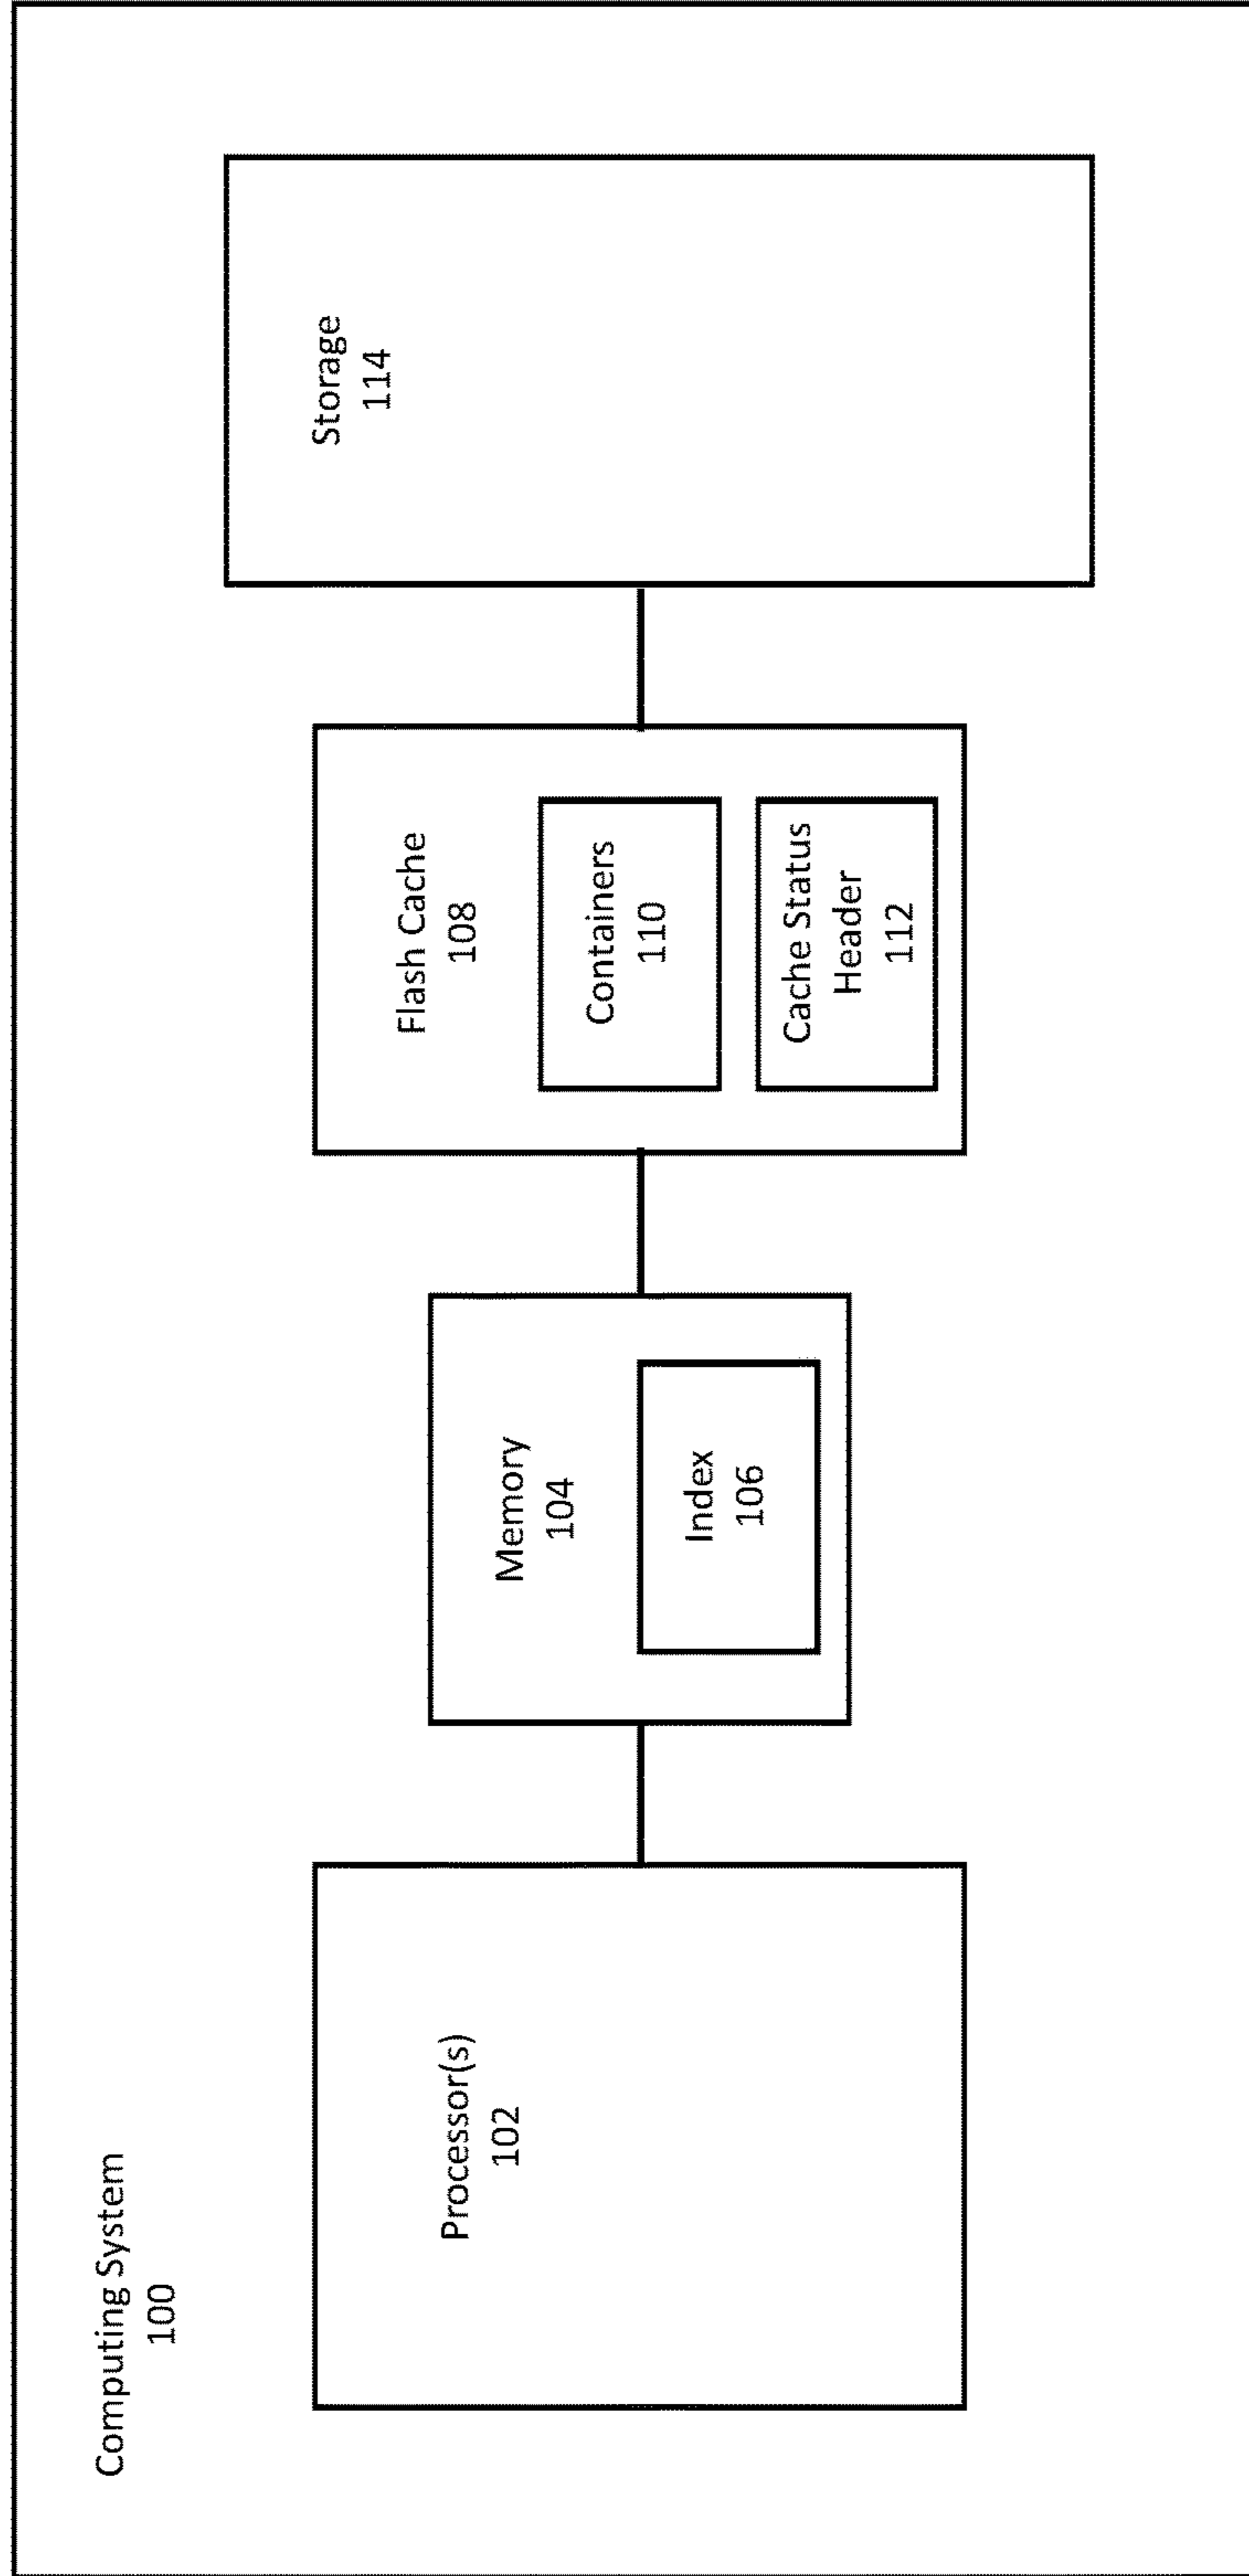 Computing System
100
Processor(s)
102
Memory
104
Index
106
Flash Cache
108
Containers
110
Cache Status
Header
112
Storage
114